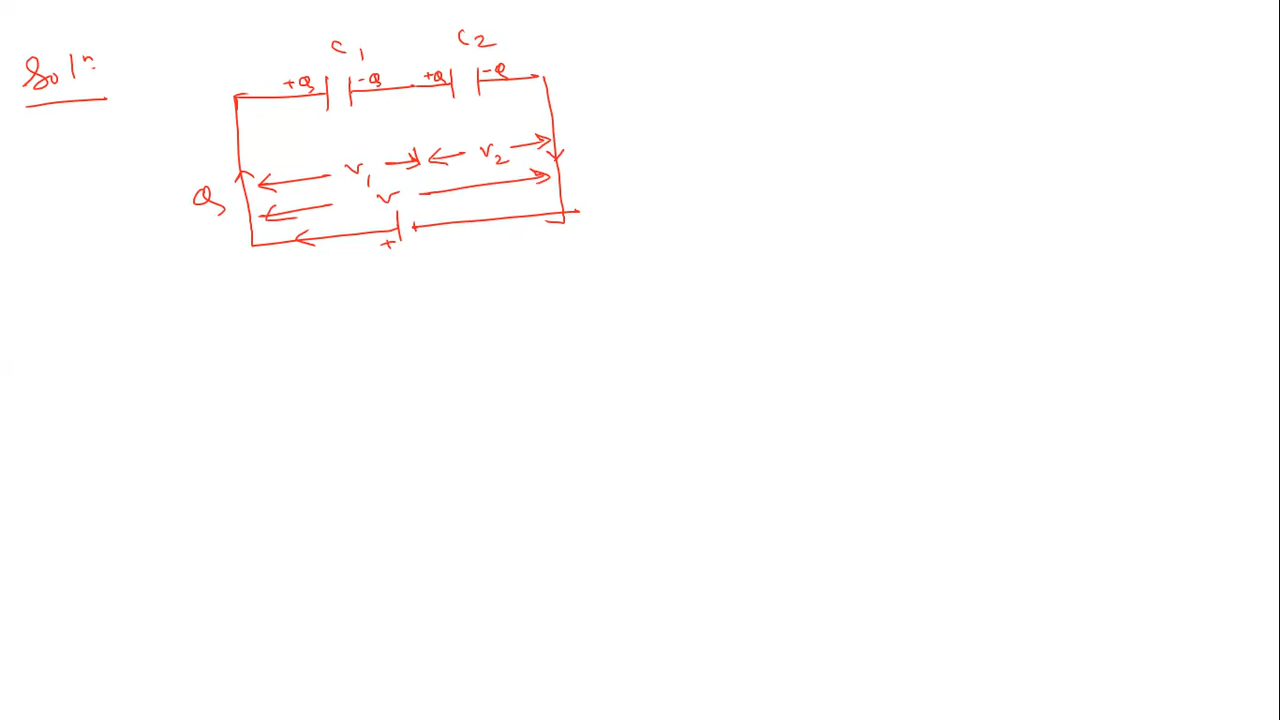 Solⁿ:
C1 C2
+Q -Q +Q -Q
V1 V2
Q V
+